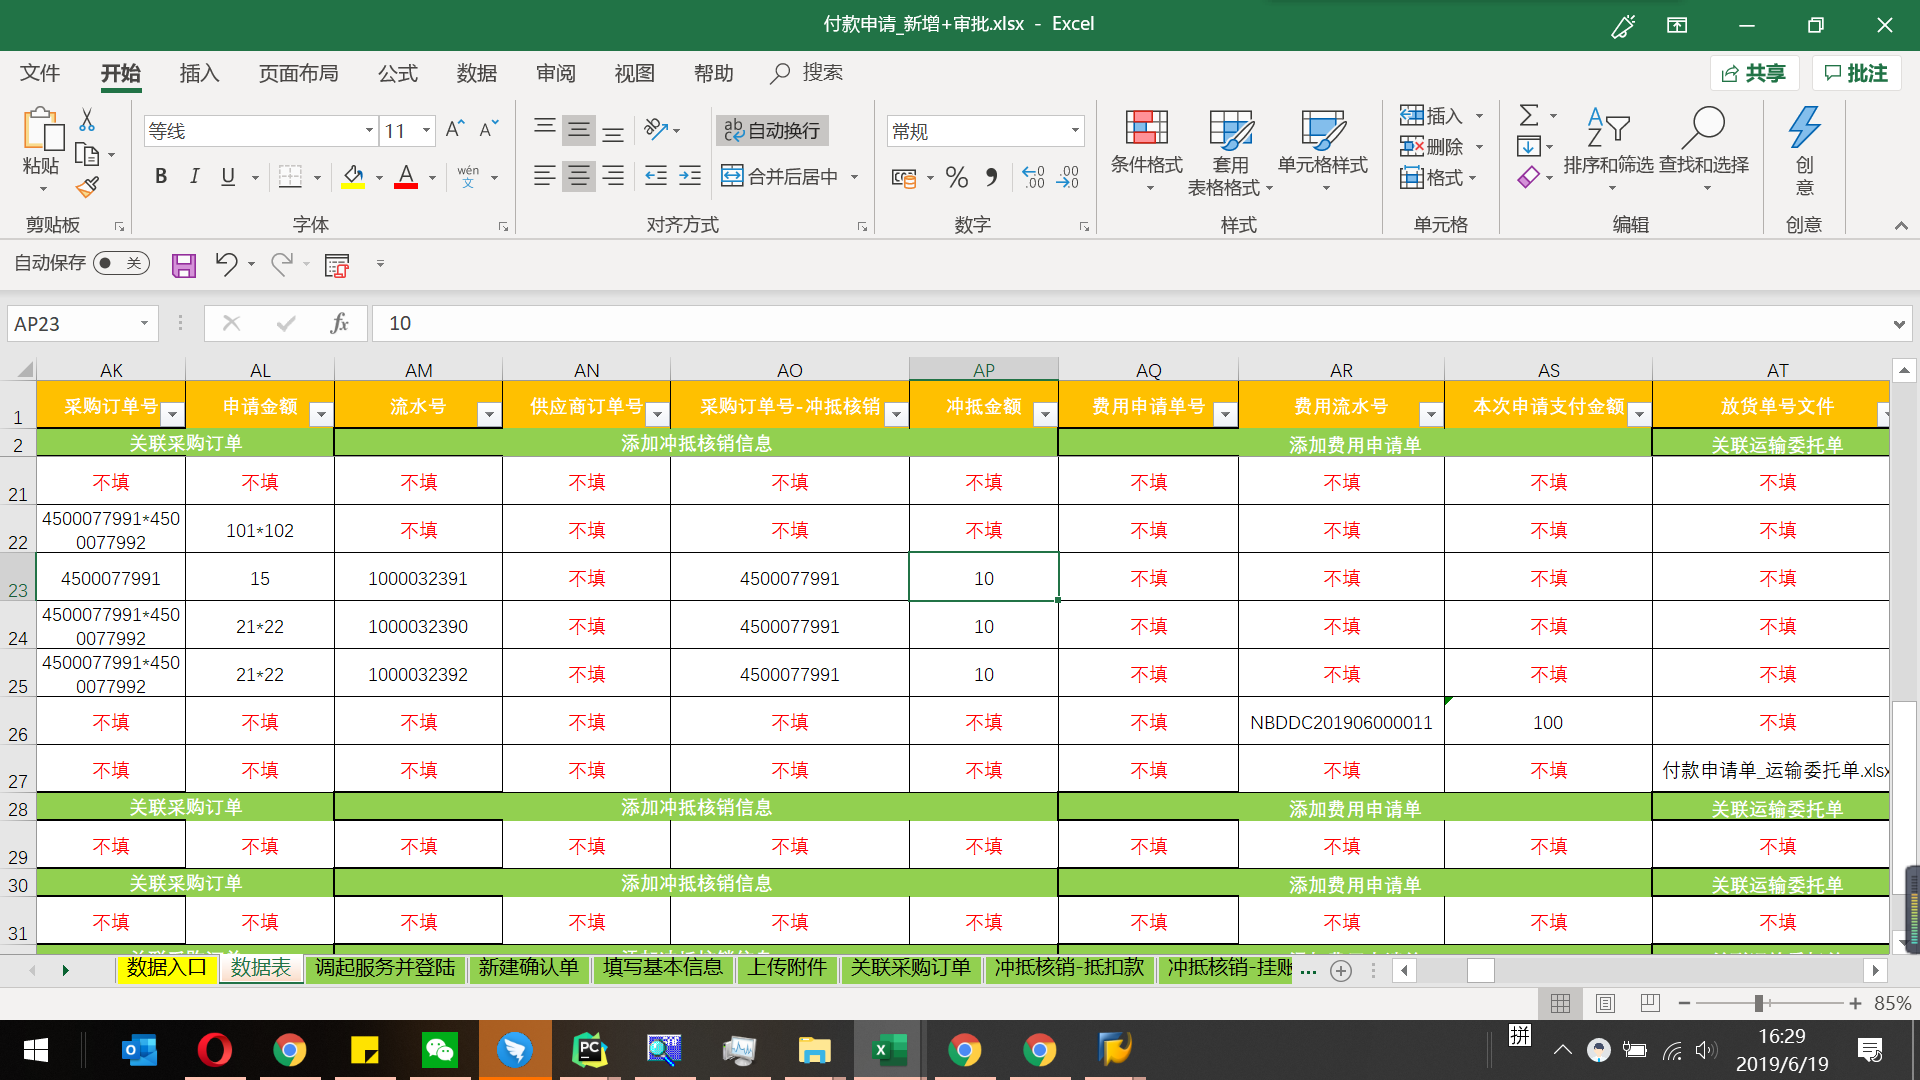 付款申请_新增+审批.xlsx - Excel
文件 开始 插入 页面布局 公式 数据 审阅 视图 帮助 搜索 共享 批注
等线 11 自动换行 常规 插入
粘贴 B I U wén 文 合并后居中 条件格式 套用 表格格式 单元格样式 删除 排序和筛选 查找和选择 创意
格式
剪贴板 字体 对齐方式 数字 样式 单元格 编辑 创意
自动保存 关
AP23 fx 10
AK AL AM AN AO AP AQ AR AS AT
1 采购订单号 申请金额 流水号 供应商订单号 采购订单号-冲抵核销 冲抵金额 费用申请单号 费用流水号 本次申请支付金额 放货单号文件
2 关联采购订单 添加冲抵核销信息 添加费用申请单 关联运输委托单
21 不填 不填 不填 不填 不填 不填 不填 不填 不填 不填
22 4500077991*4500077992 101*102 不填 不填 不填 不填 不填 不填 不填 不填
23 4500077991 15 1000032391 不填 4500077991 10 不填 不填 不填 不填
24 4500077991*4500077992 21*22 1000032390 不填 4500077991 10 不填 不填 不填 不填
25 4500077991*4500077992 21*22 1000032392 不填 4500077991 10 不填 不填 不填 不填
26 不填 不填 不填 不填 不填 不填 不填 NBDDC201906000011 100 不填
27 不填 不填 不填 不填 不填 不填 不填 不填 不填 付款申请单_运输委托单.xlsx
28 关联采购订单 添加冲抵核销信息 添加费用申请单 关联运输委托单
29 不填 不填 不填 不填 不填 不填 不填 不填 不填 不填
30 关联采购订单 添加冲抵核销信息 添加费用申请单 关联运输委托单
31 不填 不填 不填 不填 不填 不填 不填 不填 不填 不填
数据入口 数据表 调起服务并登陆 新建确认单 填写基本信息 上传附件 关联采购订单 冲抵核销-抵扣款 冲抵核销-挂账 ...
85%
拼 16:29
2019/6/19